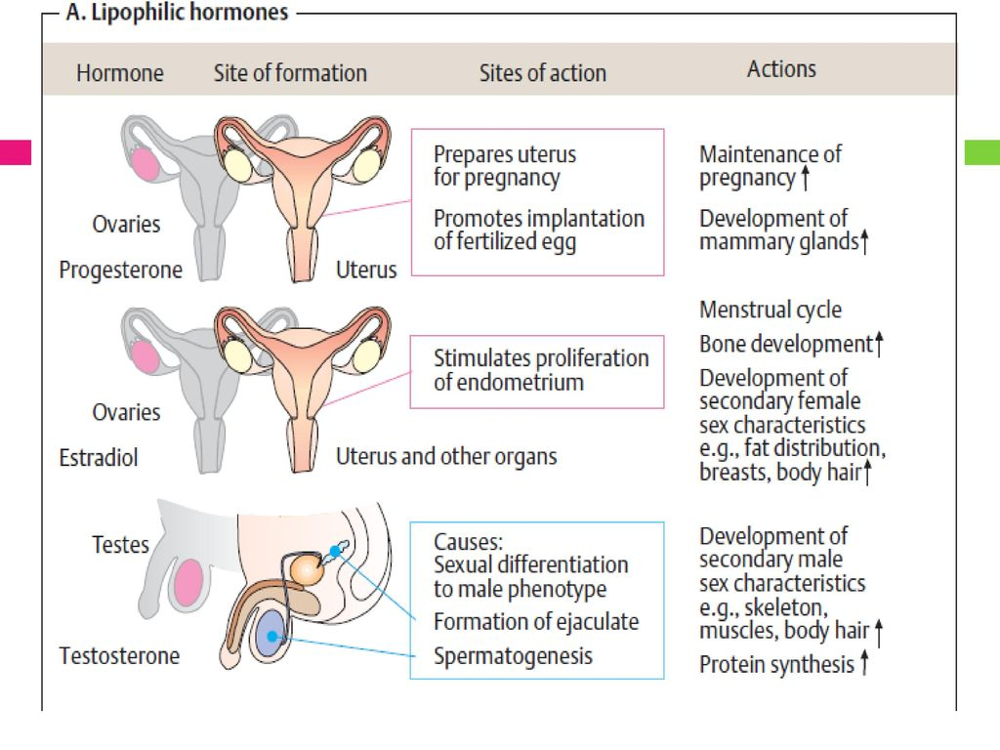 A. Lipophilic hormones
Hormone
Site of formation
Sites of action
Actions
Ovaries
Progesterone
Uterus
Prepares uterus
for pregnancy
Promotes implantation
of fertilized egg
Maintenance of
pregnancy↑
Development of
mammary glands↑
Ovaries
Estradiol
Uterus and other organs
Stimulates proliferation
of endometrium
Menstrual cycle
Bone development↑
Development of
secondary female
sex characteristics
e.g., fat distribution,
breasts, body hair↑
Testes
Testosterone
Causes:
Sexual differentiation
to male phenotype
Formation of ejaculate
Spermatogenesis
Development of
secondary male
sex characteristics
e.g., skeleton,
muscles, body hair↑
Protein synthesis↑